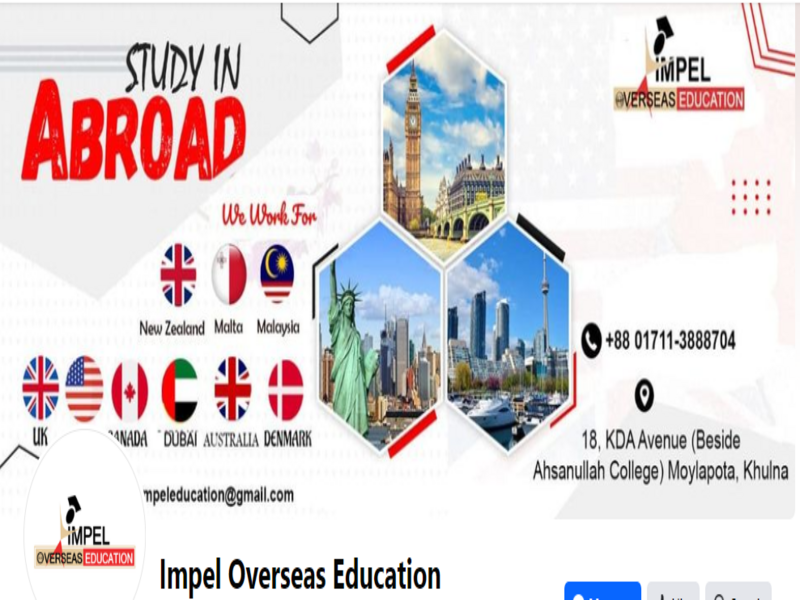 STUDY IN
ABROAD
IMPEL
OVERSEAS EDUCATION
We Work For
New Zealand Malta Malaysia
UK ANADA DUBAI AUSTRALIA DENMARK
mpeleducation@gmail.com
+88 01711-3888704
18, KDA Avenue (Beside
Ahsanullah College) Moylapota, Khulna
IMPEL
OVERSEAS EDUCATION
Impel Overseas Education